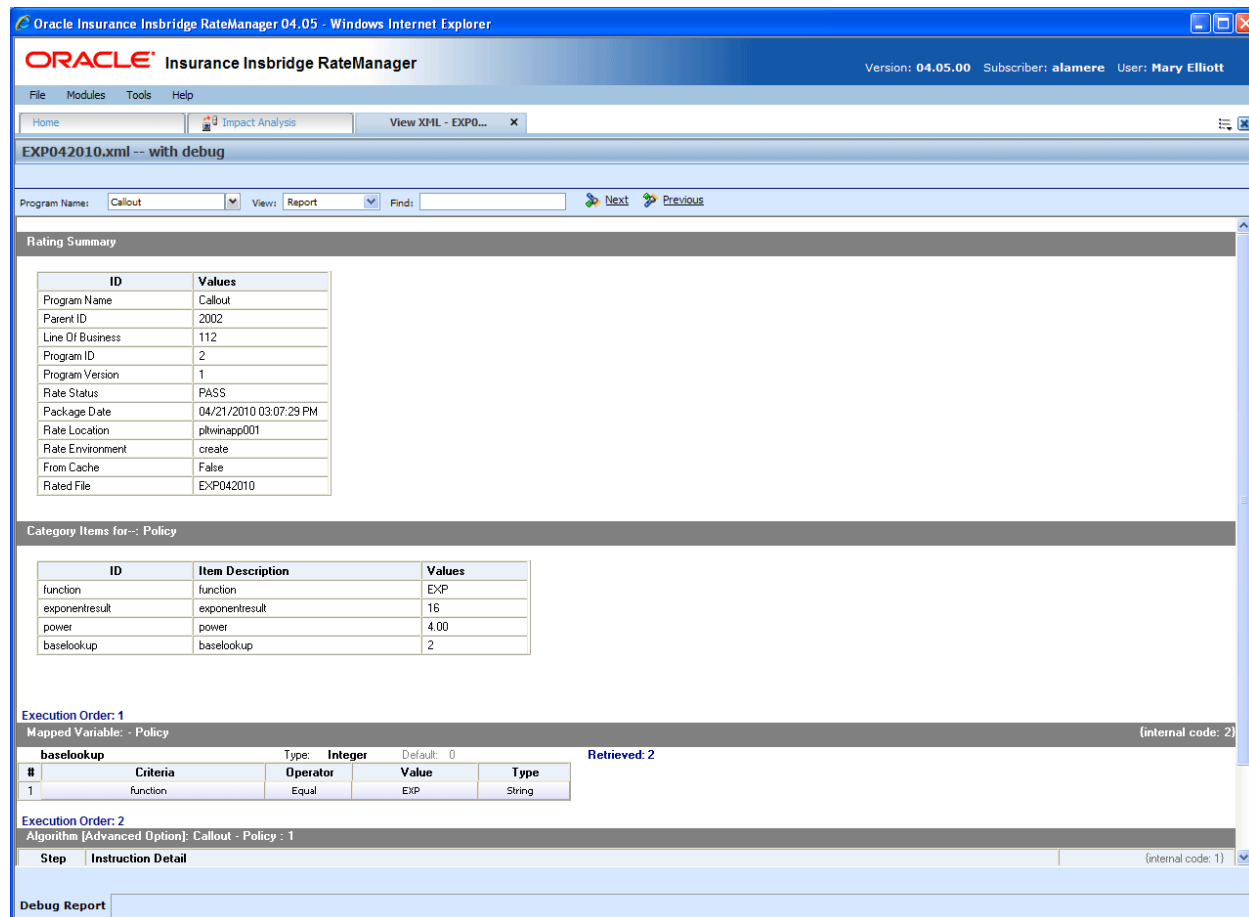 Oracle Insurance Insbridge RateManager 04.05 - Windows Internet Explorer
ORACLE Insurance Insbridge RateManager
Version: 04.05.00 Subscriber: alamere User: Mary Elliott
File Modules Tools Help
Home Impact Analysis View XML - EXP0... x
EXP042010.xml -- with debug
Program Name: Callout View: Report Find: Next Previous
Rating Summary
ID Values
Program Name Callout
Parent ID 2002
Line Of Business 112
Program ID 2
Program Version 1
Rate Status PASS
Package Date 04/21/2010 03:07:29 PM
Rate Location pltwinapp001
Rate Environment create
From Cache False
Rated File EXP042010
Category Items for--: Policy
ID Item Description Values
function function EXP
exponentresult exponentresult 16
power power 4.00
baselookup baselookup 2
Execution Order: 1
Mapped Variable: - Policy {internal code: 2}
baselookup Type: Integer Default: 0 Retrieved: 2
# Criteria Operator Value Type
1 function Equal EXP String
Execution Order: 2
Algorithm [Advanced Option]: Callout - Policy : 1
Step Instruction Detail {internal code: 1}
Debug Report